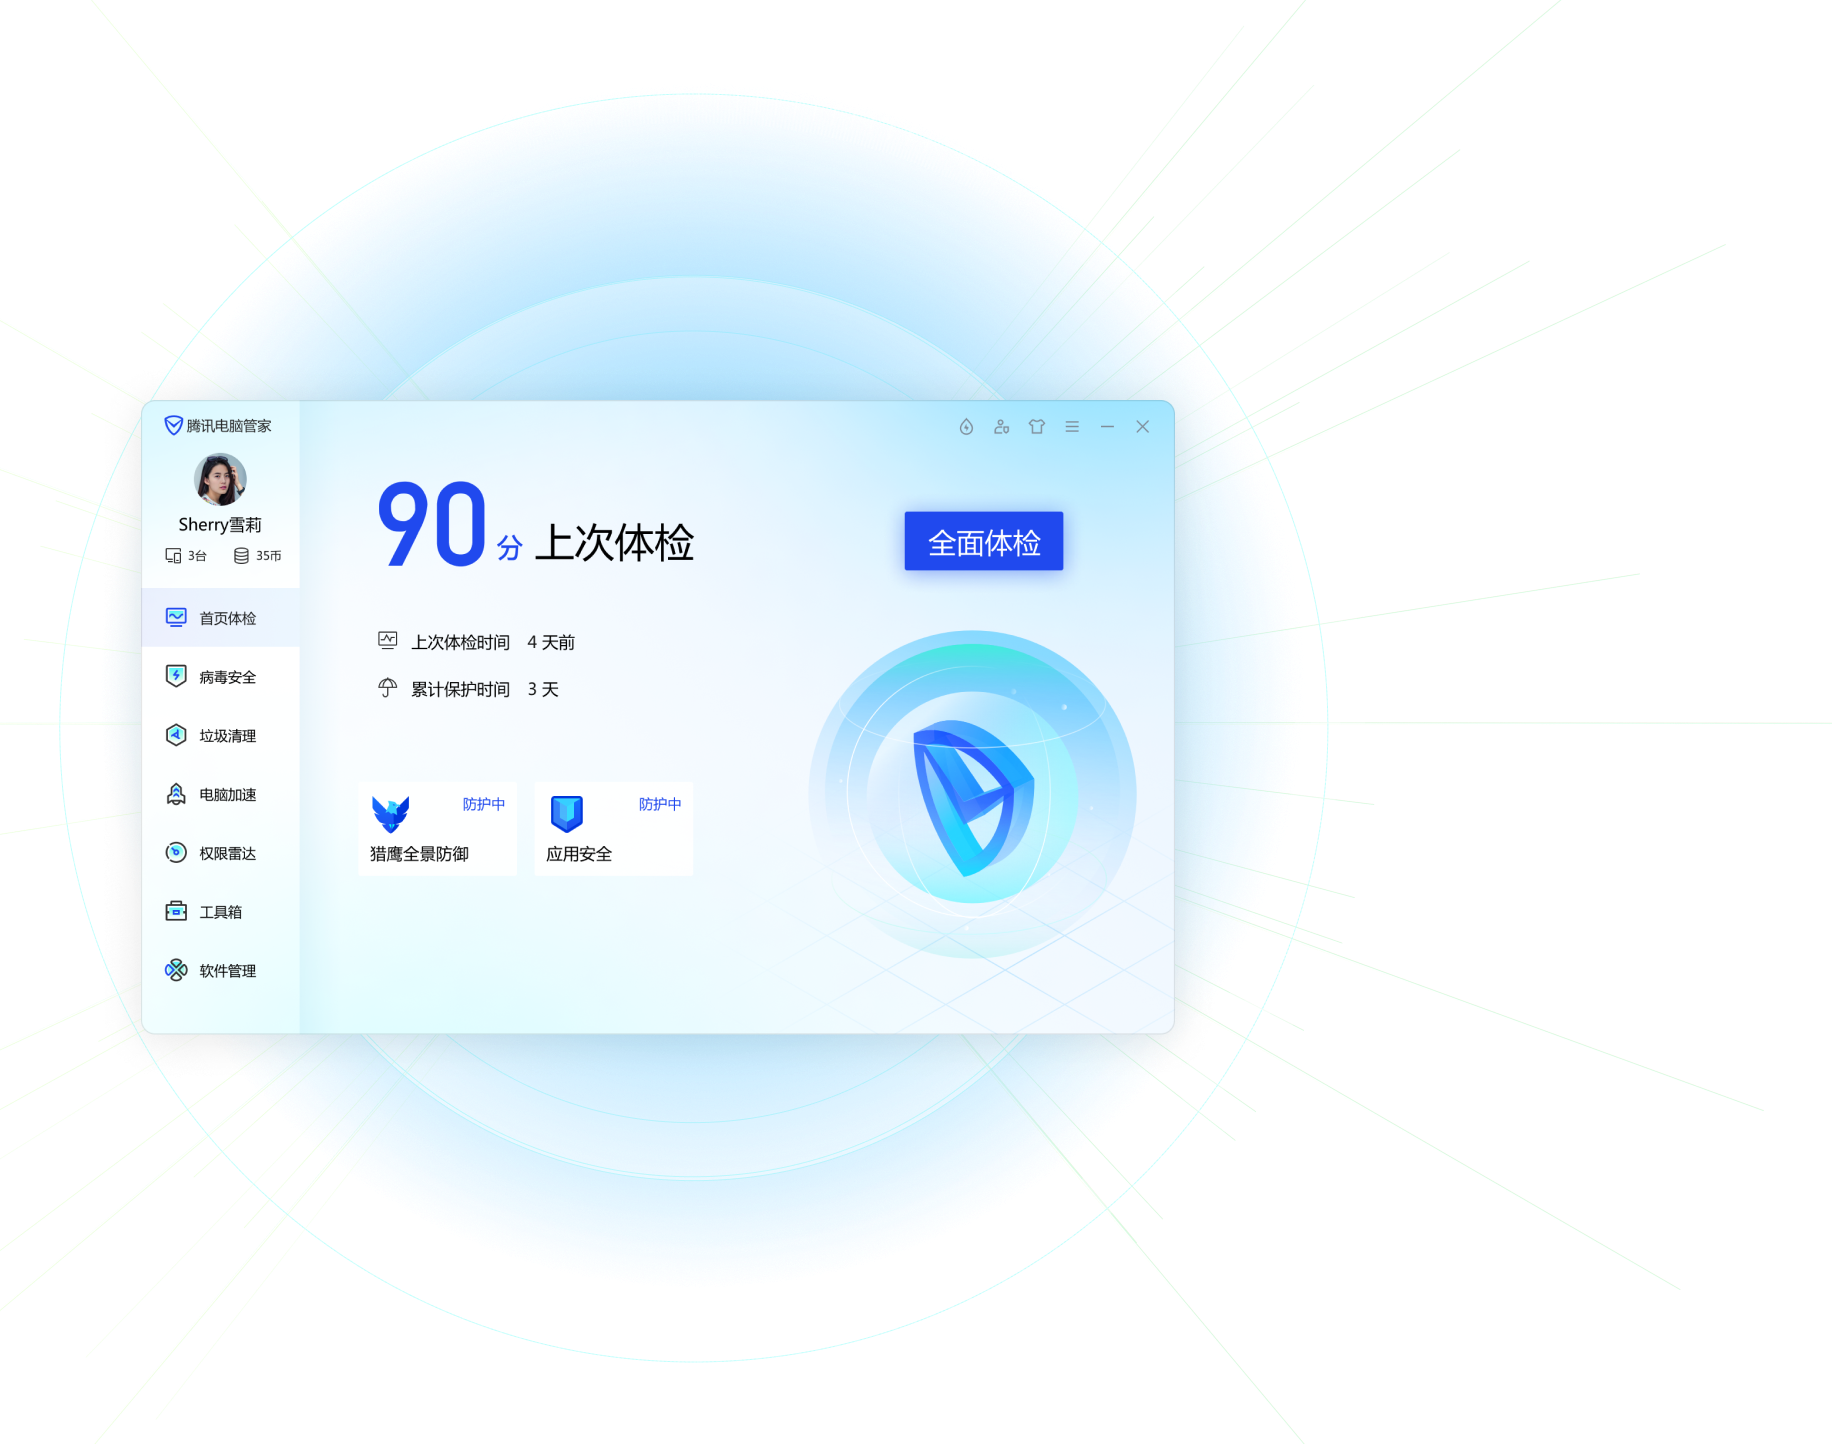 腾讯电脑管家
Sherry雪莉
3台 35币
首页体检
病毒安全
垃圾清理
电脑加速
权限雷达
工具箱
软件管理
90分 上次体检
全面体检
上次体检时间 4 天前
累计保护时间 3 天
防护中
猎鹰全景防御
防护中
应用安全